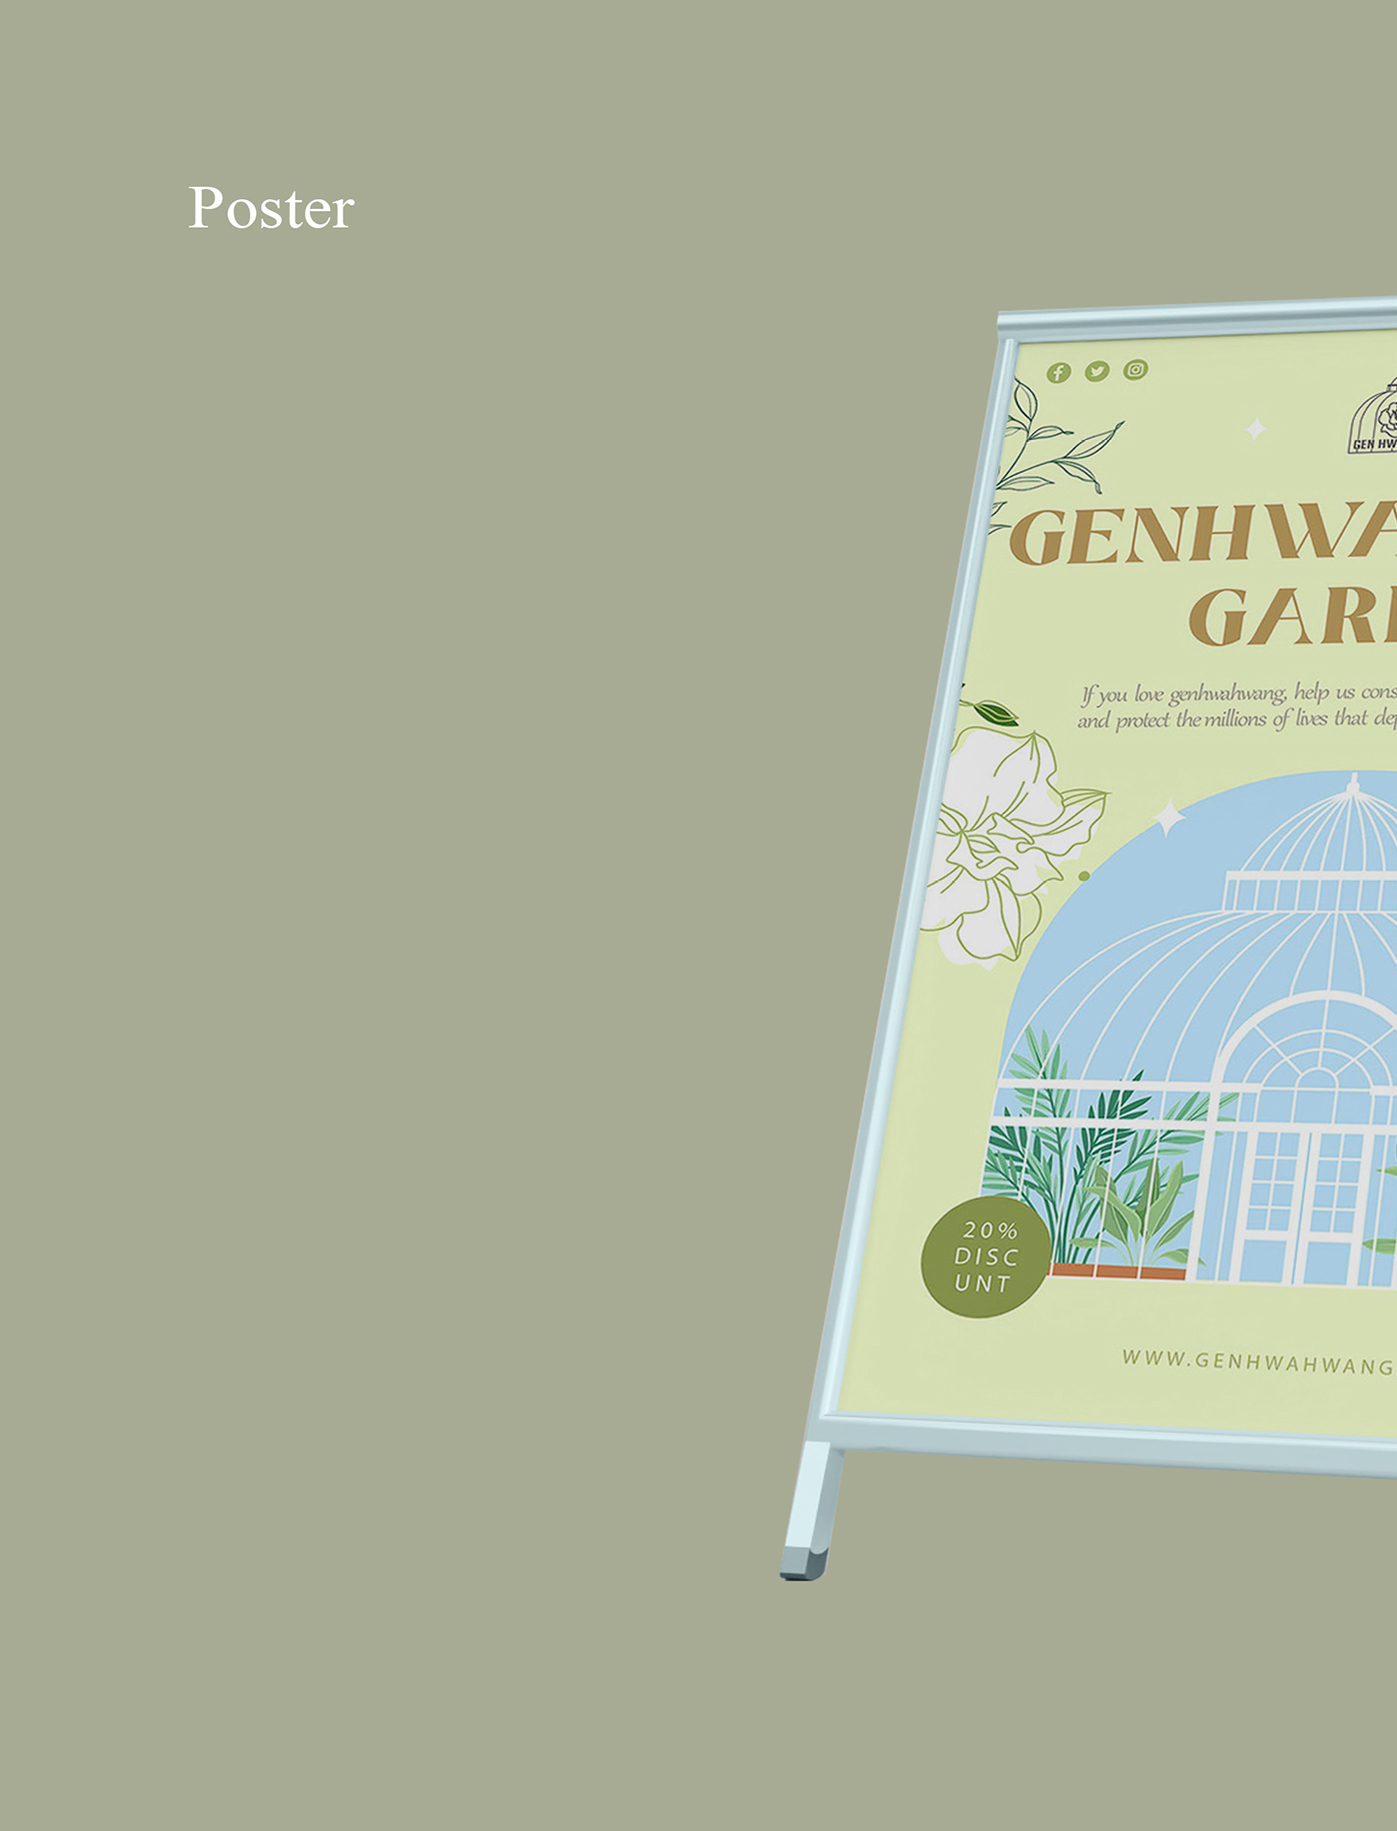 Poster
GEN HW
GENHWA
GAR
If you love genhwahwang, help us cons
and protect the millions of lives that dep
20%
DISC
UNT
WWW.GENHWAHWANG